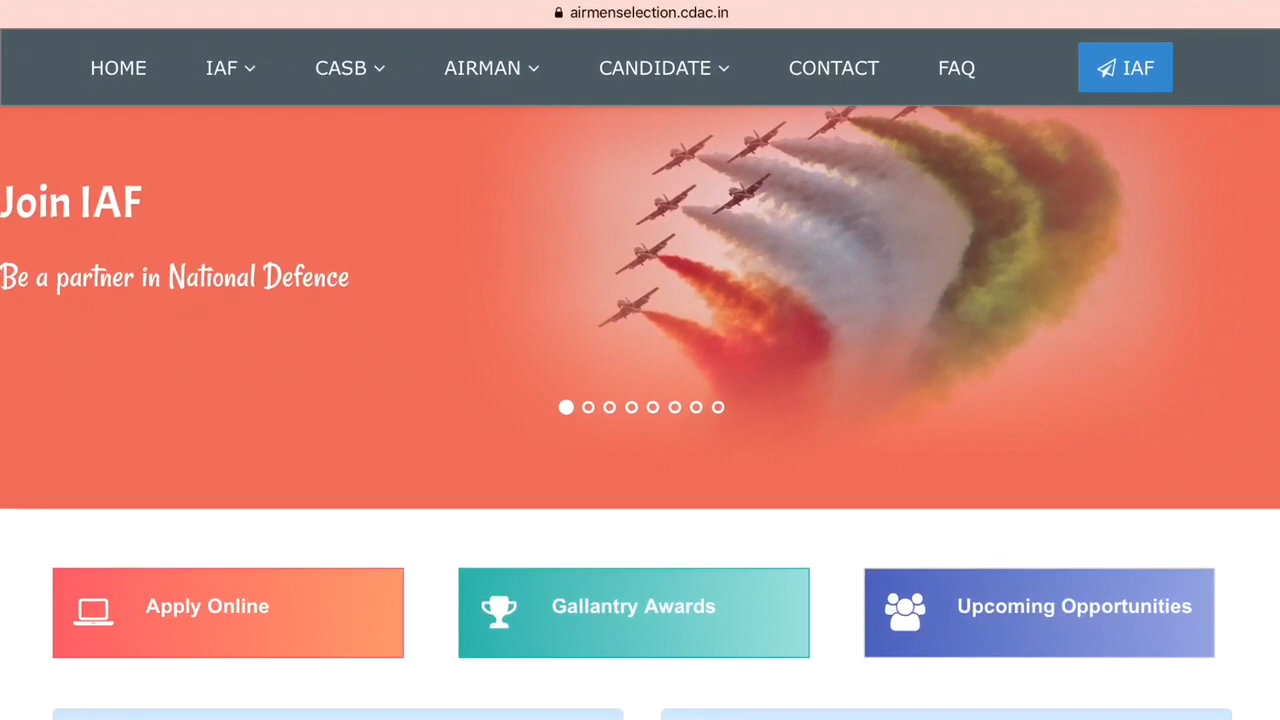 airmenselection.cdac.in
HOME IAF CASB AIRMAN CANDIDATE CONTACT FAQ IAF
Join IAF
Be a partner in National Defence
Apply Online
Gallantry Awards
Upcoming Opportunities